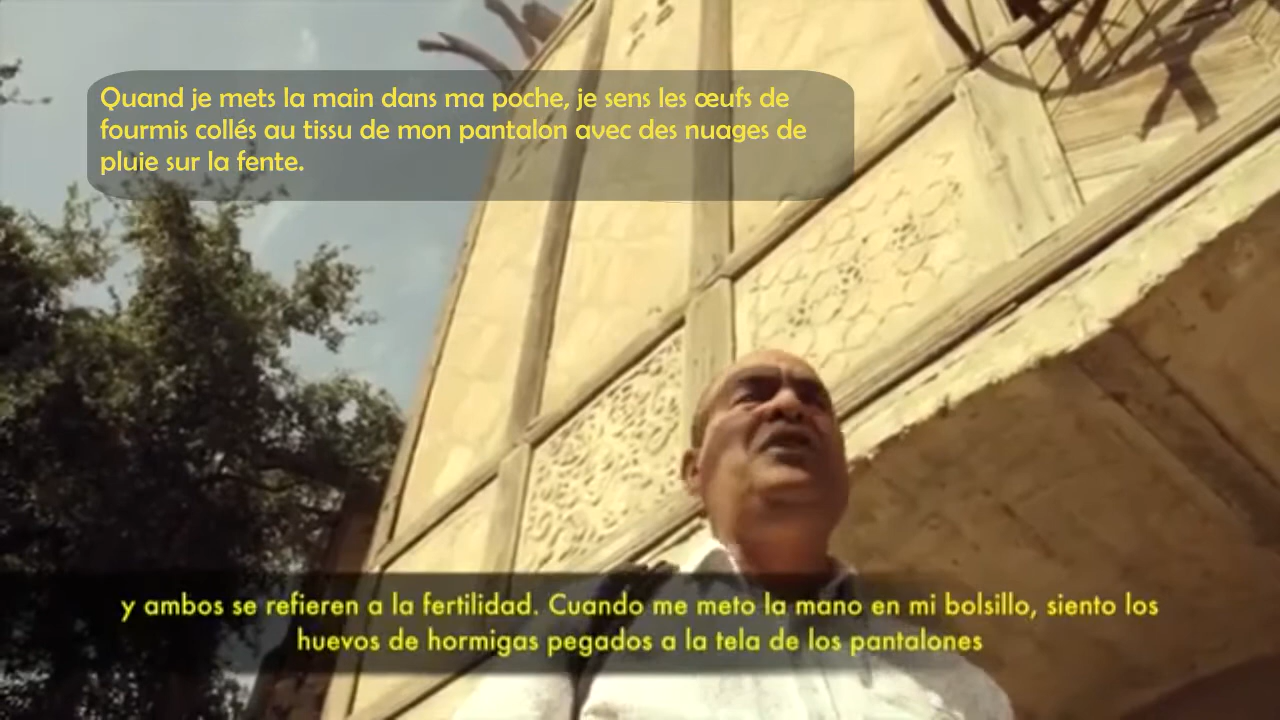 Quand je mets la main dans ma poche, je sens les œufs de
fourmis collés au tissu de mon pantalon avec des nuages de
pluie sur la fente.
y ambos se refieren a la fertilidad. Cuando me meto la mano en mi bolsillo, siento los
huevos de hormigas pegados a la tela de los pantalones